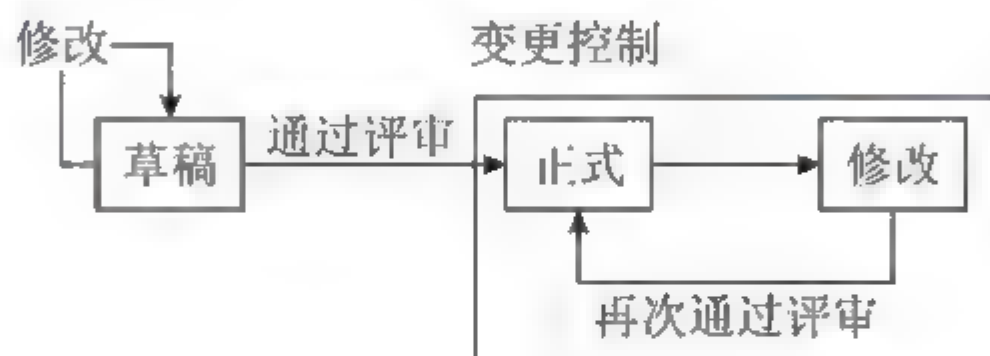 修改
变更控制
通过评审
草稿
正式
修改
再次通过评审